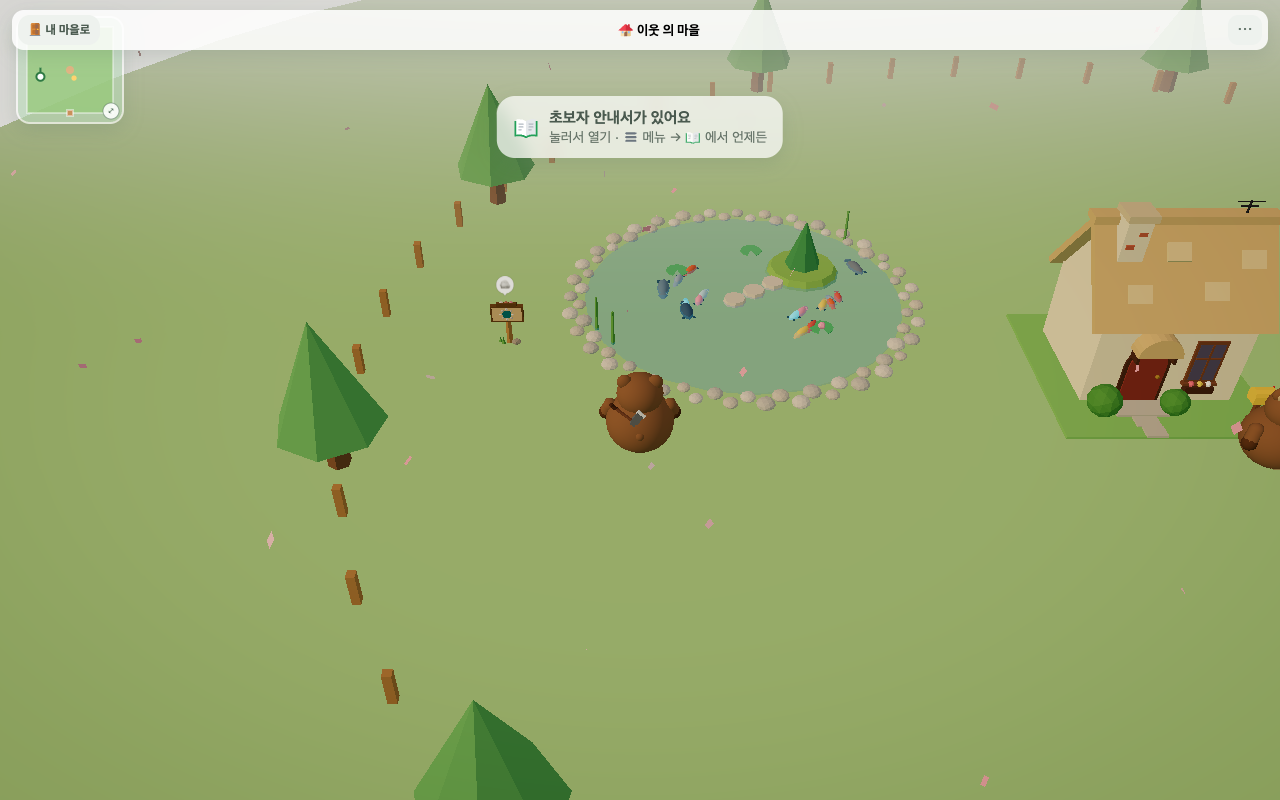 내 마을로
이웃 의 마을
초보자 안내서가 있어요
눌러서 열기 · ☰ 메뉴 → 📖 에서 언제든